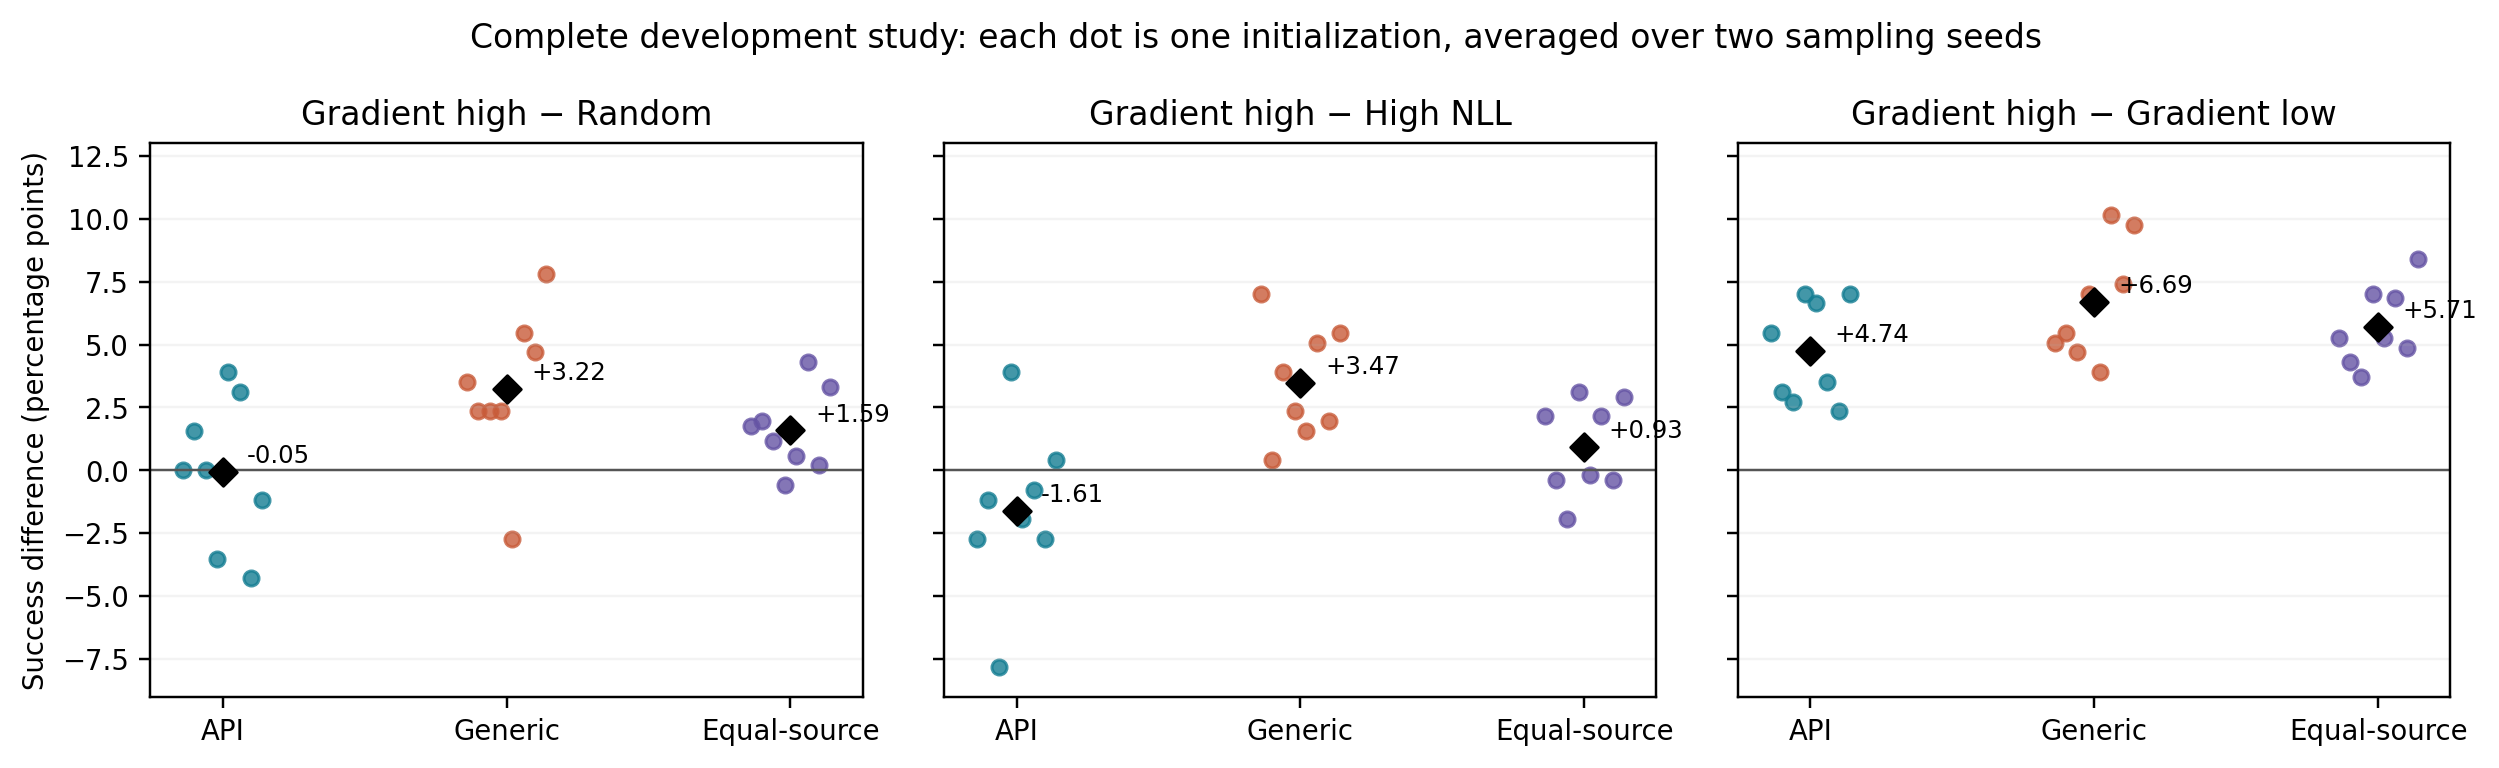 Complete development study: each dot is one initialization, averaged over two sampling seeds
Gradient high − Random
Gradient high − High NLL
Gradient high − Gradient low
Success difference (percentage points)
12.5
10.0
7.5
5.0
2.5
0.0
−2.5
−5.0
−7.5
-0.05
+3.22
+1.59
-1.61
+3.47
+0.93
+4.74
+6.69
+5.71
API
Generic
Equal-source
API
Generic
Equal-source
API
Generic
Equal-source